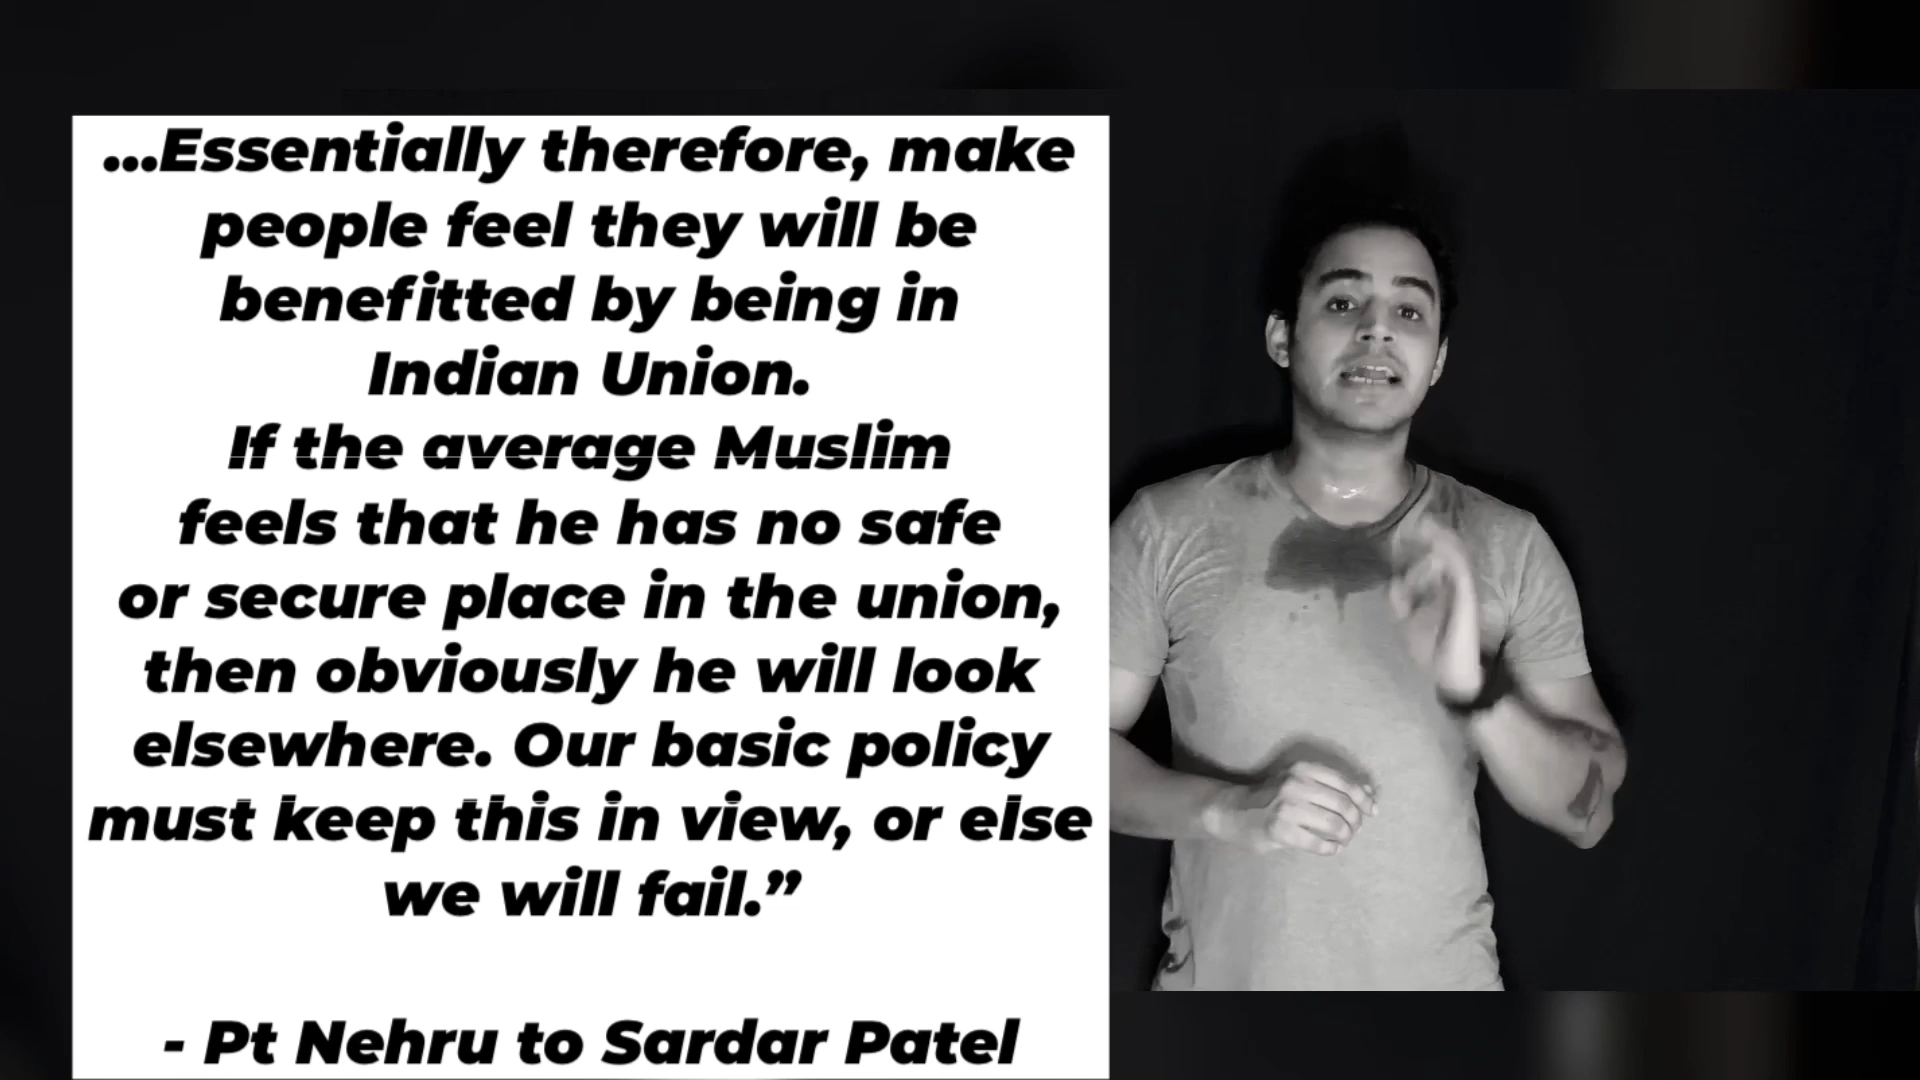 ...Essentially therefore, make
people feel they will be
benefitted by being in
Indian Union.
If the average Muslim
feels that he has no safe
or secure place in the union,
then obviously he will look
elsewhere. Our basic policy
must keep this in view, or else
we will fail.”
- Pt Nehru to Sardar Patel